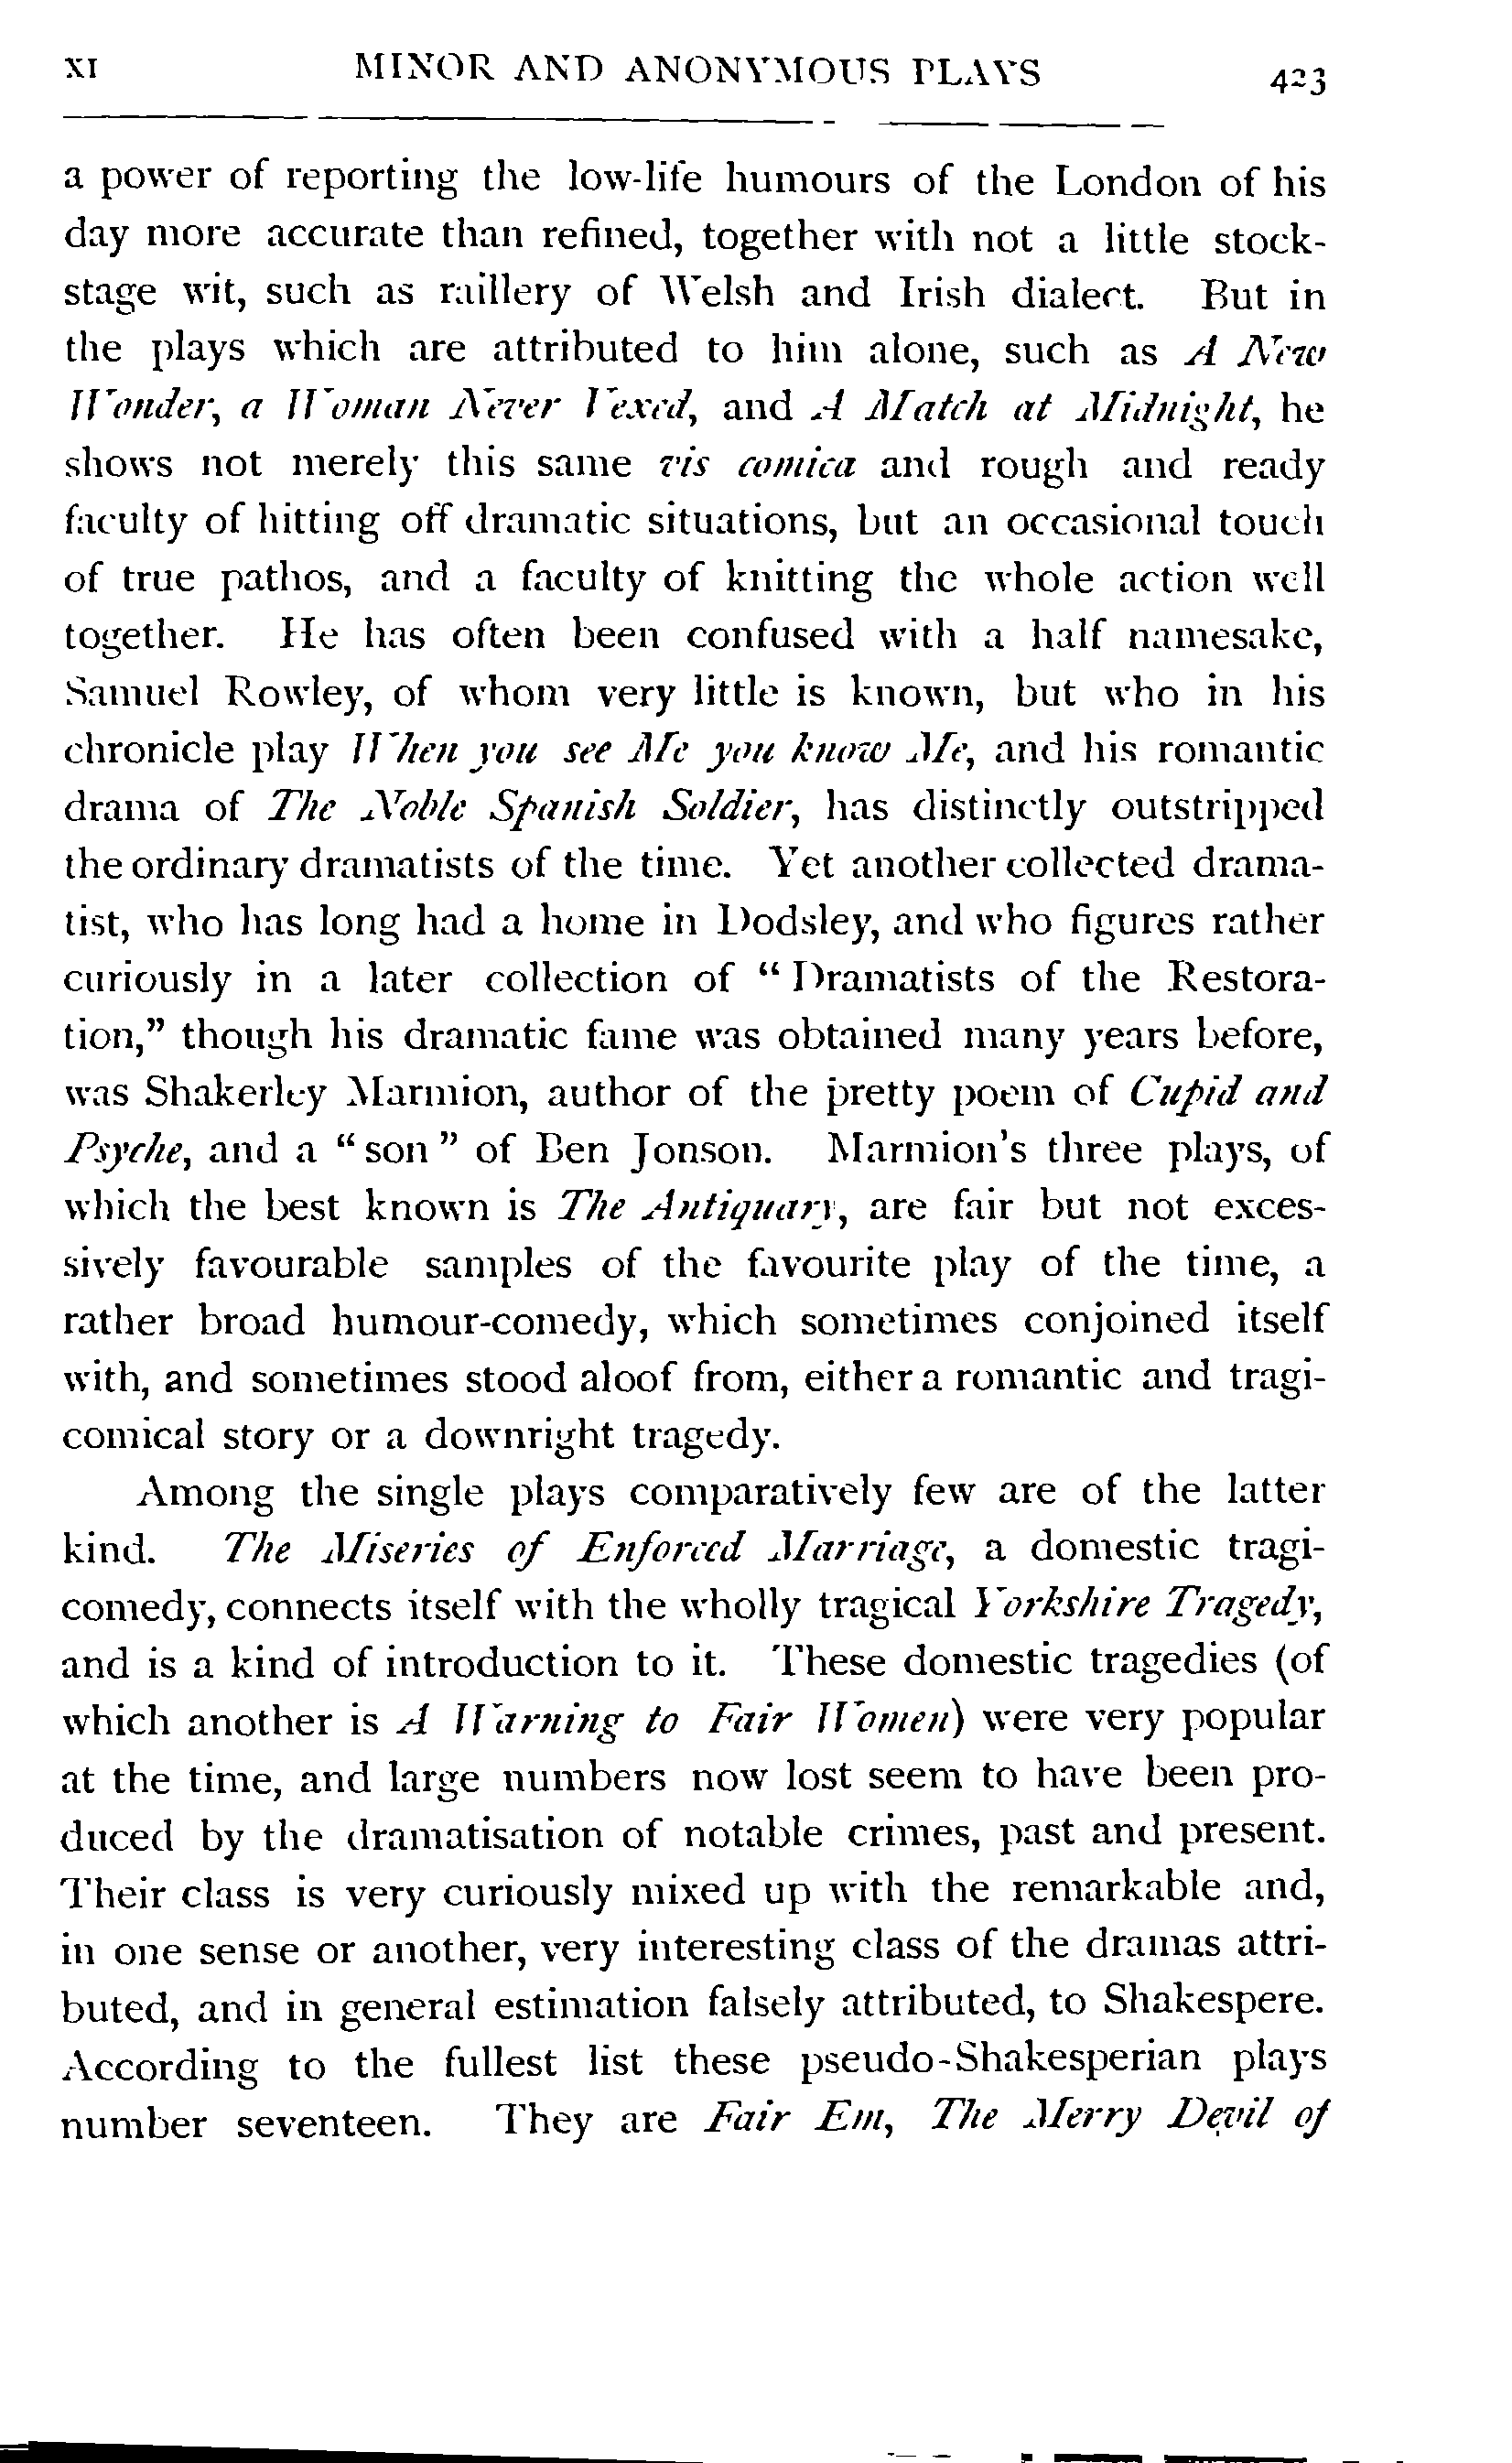 XI MINOR AND ANONYMOUS PLAYS 423
a power of reporting the low-life humours of the London of his
day more accurate than refined, together with not a little stock-
stage wit, such as raillery of Welsh and Irish dialect. But in
the plays which are attributed to him alone, such as A New
Wonder, a Woman Never Vexed, and A Match at Midnight, he
shows not merely this same vis comica and rough and ready
faculty of hitting off dramatic situations, but an occasional touch
of true pathos, and a faculty of knitting the whole action well
together. He has often been confused with a half namesake,
Samuel Rowley, of whom very little is known, but who in his
chronicle play When you see Me you know Me, and his romantic
drama of The Noble Spanish Soldier, has distinctly outstripped
the ordinary dramatists of the time. Yet another collected drama-
tist, who has long had a home in Dodsley, and who figures rather
curiously in a later collection of "Dramatists of the Restora-
tion," though his dramatic fame was obtained many years before,
was Shakerley Marmion, author of the pretty poem of Cupid and
Psyche, and a "son" of Ben Jonson. Marmion's three plays, of
which the best known is The Antiquary, are fair but not exces-
sively favourable samples of the favourite play of the time, a
rather broad humour-comedy, which sometimes conjoined itself
with, and sometimes stood aloof from, either a romantic and tragi-
comical story or a downright tragedy.
Among the single plays comparatively few are of the latter
kind. The Miseries of Enforced Marriage, a domestic tragi-
comedy, connects itself with the wholly tragical Yorkshire Tragedy,
and is a kind of introduction to it. These domestic tragedies (of
which another is A Warning to Fair Women) were very popular
at the time, and large numbers now lost seem to have been pro-
duced by the dramatisation of notable crimes, past and present.
Their class is very curiously mixed up with the remarkable and,
in one sense or another, very interesting class of the dramas attri-
buted, and in general estimation falsely attributed, to Shakespere.
According to the fullest list these pseudo-Shakesperian plays
number seventeen. They are Fair Em, The Merry Devil of